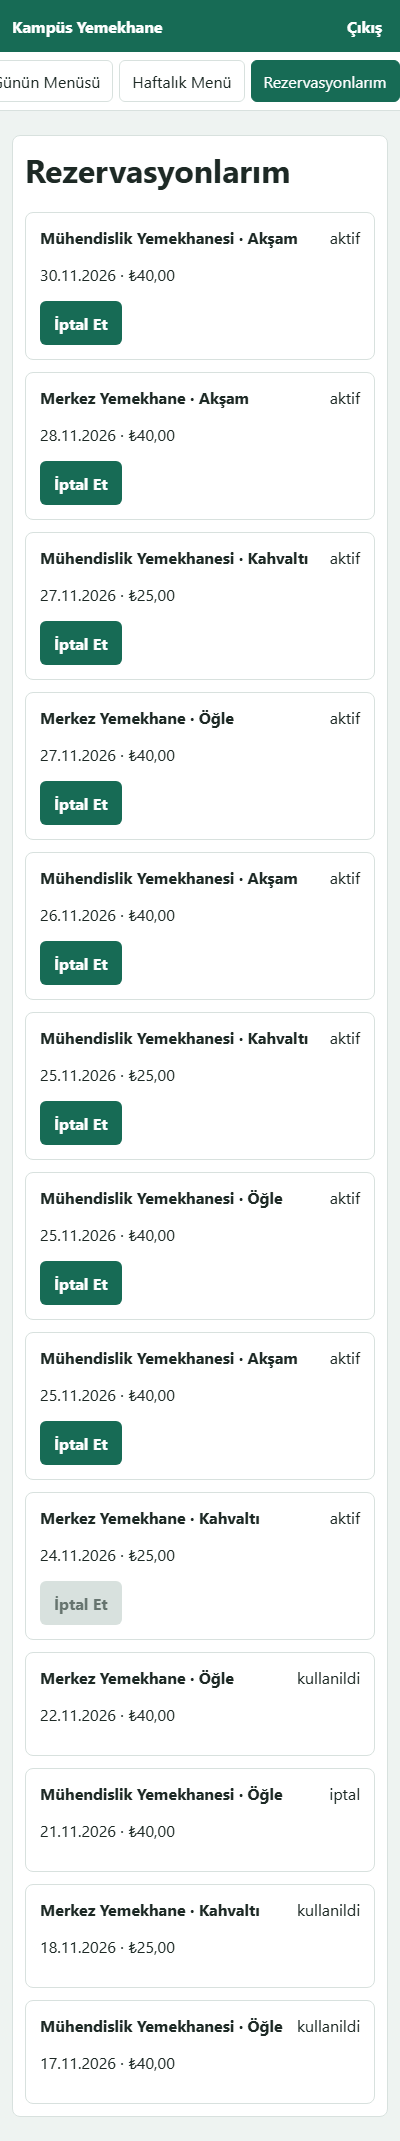 Kampüs Yemekhane Çıkış
Günün Menüsü Haftalık Menü Rezervasyonlarım
Rezervasyonlarım
Mühendislik Yemekhanesi · Akşam aktif
30.11.2026 · ₺40,00
İptal Et
Merkez Yemekhane · Akşam aktif
28.11.2026 · ₺40,00
İptal Et
Mühendislik Yemekhanesi · Kahvaltı aktif
27.11.2026 · ₺25,00
İptal Et
Merkez Yemekhane · Öğle aktif
27.11.2026 · ₺40,00
İptal Et
Mühendislik Yemekhanesi · Akşam aktif
26.11.2026 · ₺40,00
İptal Et
Mühendislik Yemekhanesi · Kahvaltı aktif
25.11.2026 · ₺25,00
İptal Et
Mühendislik Yemekhanesi · Öğle aktif
25.11.2026 · ₺40,00
İptal Et
Mühendislik Yemekhanesi · Akşam aktif
25.11.2026 · ₺40,00
İptal Et
Merkez Yemekhane · Kahvaltı aktif
24.11.2026 · ₺25,00
İptal Et
Merkez Yemekhane · Öğle kullanildi
22.11.2026 · ₺40,00
Mühendislik Yemekhanesi · Öğle iptal
21.11.2026 · ₺40,00
Merkez Yemekhane · Kahvaltı kullanildi
18.11.2026 · ₺25,00
Mühendislik Yemekhanesi · Öğle kullanildi
17.11.2026 · ₺40,00